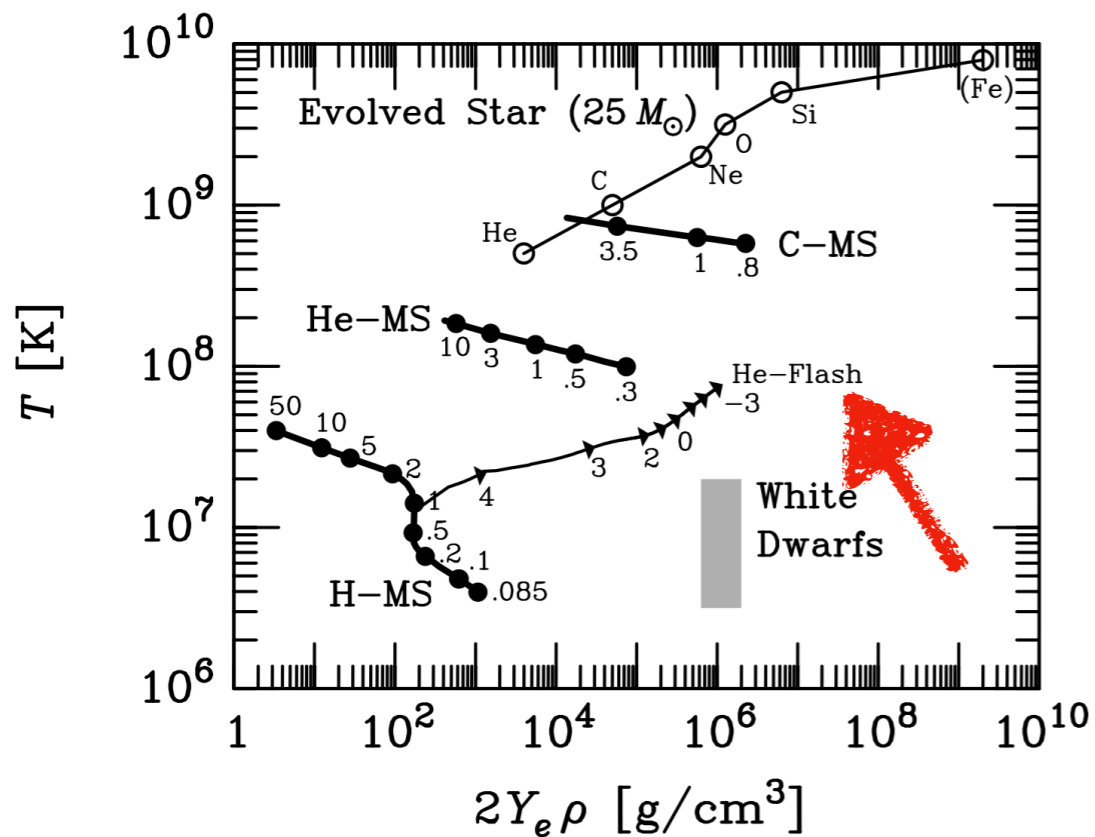 10^10
Evolved Star (25 M⊙)
(Fe)
Si
O
Ne
C
10^9
He
3.5
1
.8
C-MS
He-MS
10
3
1
.5
.3
10^8
T [K]
He-Flash
-3
0
2
3
4
50
10
5
2
1
.5
.2
.1
.085
10^7
White
Dwarfs
H-MS
10^6
1
10^2
10^4
10^6
10^8
10^10
2Y_e ρ [g/cm^3]